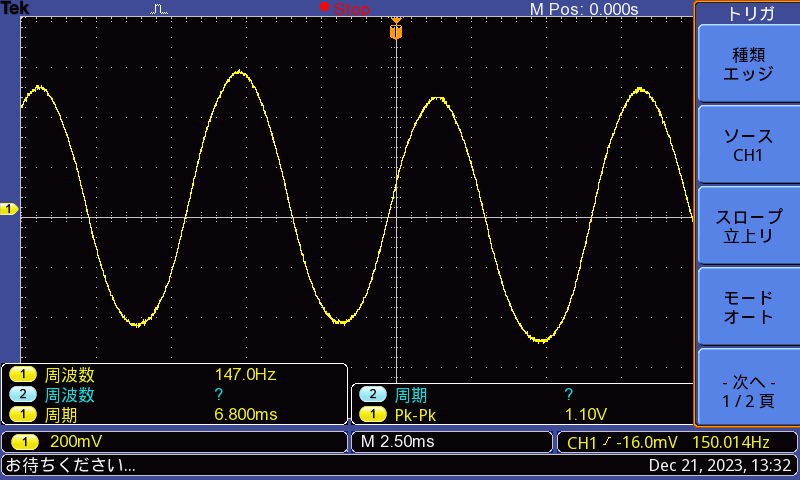 Tek Stop M Pos: 0.000s
T
トリガ
種類
エッジ
ソース
CH1
スロープ
立上り
モード
オート
- 次へ -
1 / 2 頁
1
1 周波数 147.0Hz
2 周波数 ?
1 周期 6.800ms
2 周期 ?
1 Pk-Pk 1.10V
1 200mV
M 2.50ms
CH1 -16.0mV 150.014Hz
お待ちください...
Dec 21, 2023, 13:32